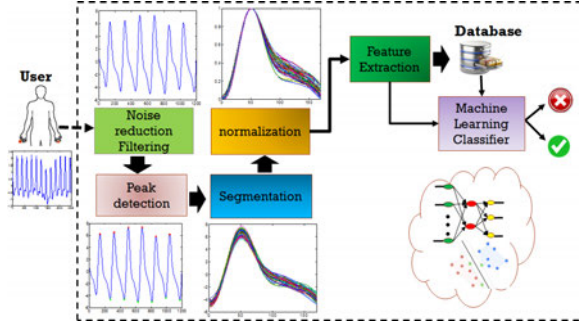 User
Noise
reduction
Filtering
Peak
detection
Segmentation
normalization
Feature
Extraction
Database
Machine
Learning
Classifier